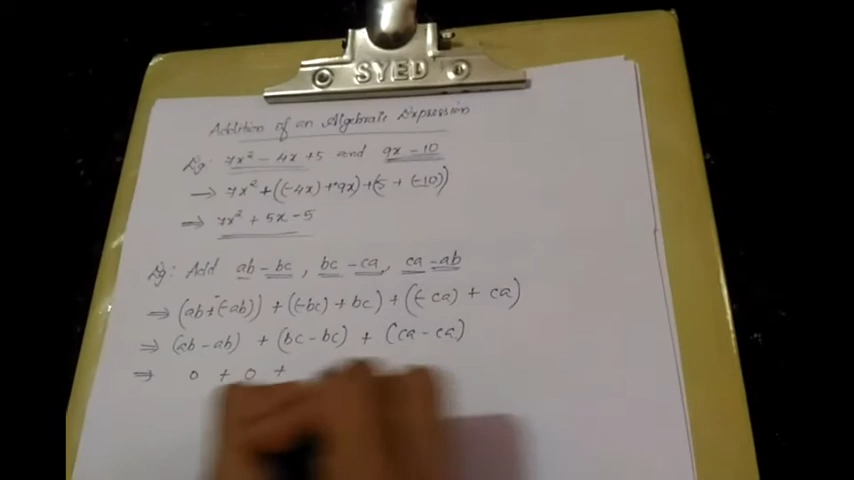 SYED
Addition of an Algebraic Expression
Eg: 7x² - 4x + 5 and 9x - 10
→ 7x² + (-4x) + 9x) + (5 + (-10))
⇒ 7x² + 5x - 5
Eg: Add ab - bc, bc - ca, ca - ab
⇒ (ab + (-ab)) + (-bc) + bc) + (-ca) + ca)
⇒ (ab - ab) + (bc - bc) + (ca - ca)
⇒ 0 + 0 +